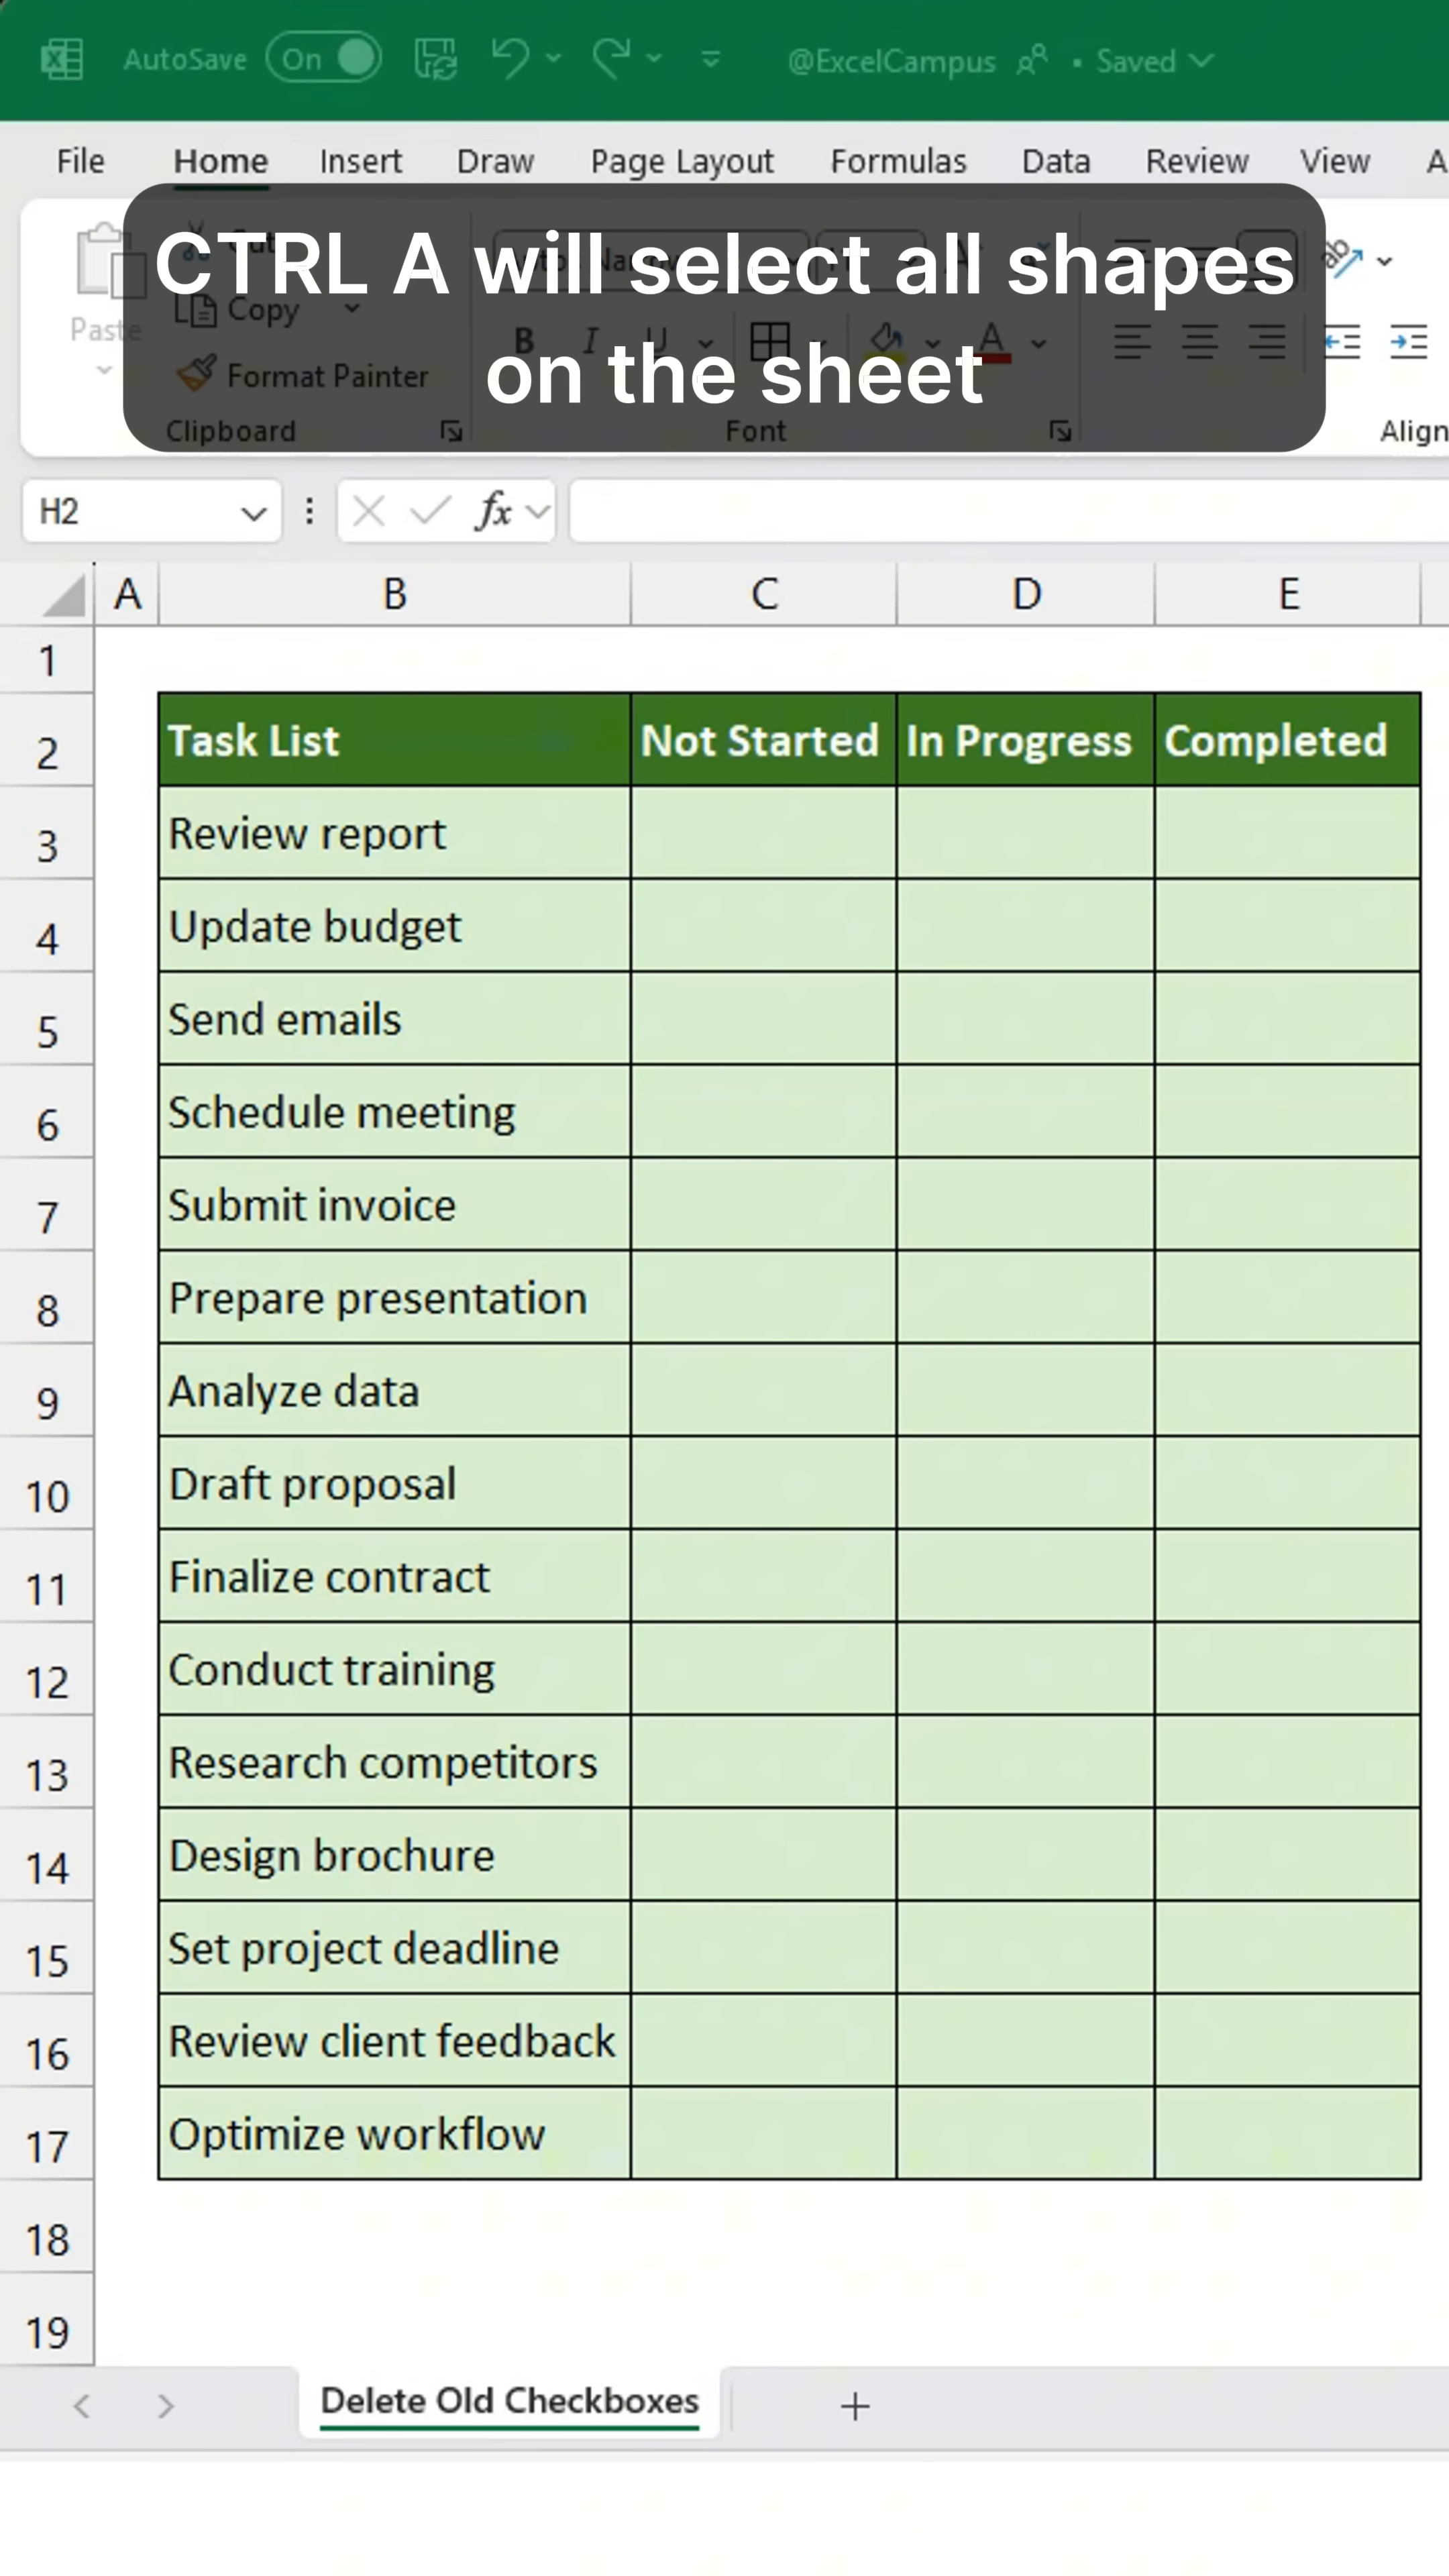 AutoSave On @ExcelCampus • Saved
File Home Insert Draw Page Layout Formulas Data Review View A
CTRL A will select all shapes
on the sheet
Paste
Copy
Format Painter
B I U A
Clipboard Font Align
H2 fx
A B C D E
1
2 Task List Not Started In Progress Completed
3 Review report
4 Update budget
5 Send emails
6 Schedule meeting
7 Submit invoice
8 Prepare presentation
9 Analyze data
10 Draft proposal
11 Finalize contract
12 Conduct training
13 Research competitors
14 Design brochure
15 Set project deadline
16 Review client feedback
17 Optimize workflow
18
19
Delete Old Checkboxes +